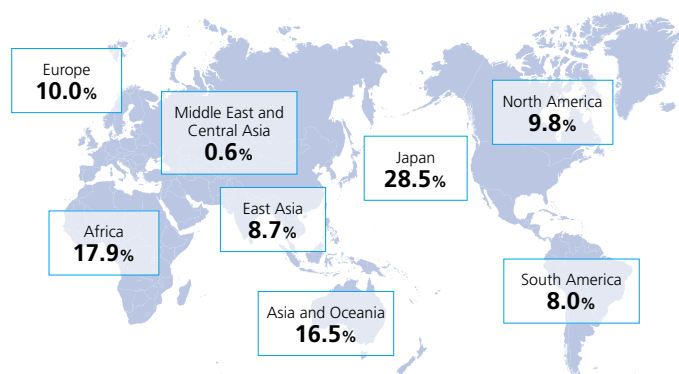 Europe
10.0%
Middle East and
Central Asia
0.6%
North America
9.8%
Japan
28.5%
East Asia
8.7%
Africa
17.9%
South America
8.0%
Asia and Oceania
16.5%